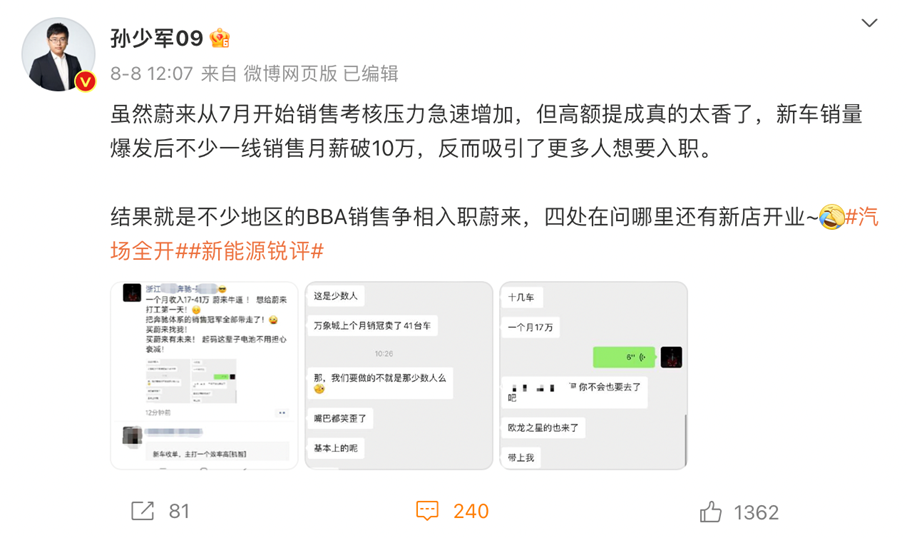 孙少军09
8-8 12:07 来自 微博网页版 已编辑
虽然蔚来从7月开始销售考核压力急速增加，但高额提成真的太香了，新车销量
爆发后不少一线销售月薪破10万，反而吸引了更多人想要入职。
结果就是不少地区的BBA销售争相入职蔚来，四处在问哪里还有新店开业~🤣#汽
场全开##新能源锐评#
浙江
奔驰-
一个月收入17-41万 蔚来牛逼！ 想给蔚来
打工第一天！
把奔驰体系的销售冠军全部带走了！
买蔚来找我！
买蔚来有未来！ 起码这辈子电池不用担心
衰减！
12分钟前
新车收单、主打一个效率高[机智]
这是少数人
万象城上个月销冠卖了41台车
10:26
那，我们要做的不就是那少数人么
嘴巴都笑歪了
基本上的呢
十几车
一个月17万
6"
你不会也要去了
吧
欧龙之星的也来了
带上我
81
240
1362